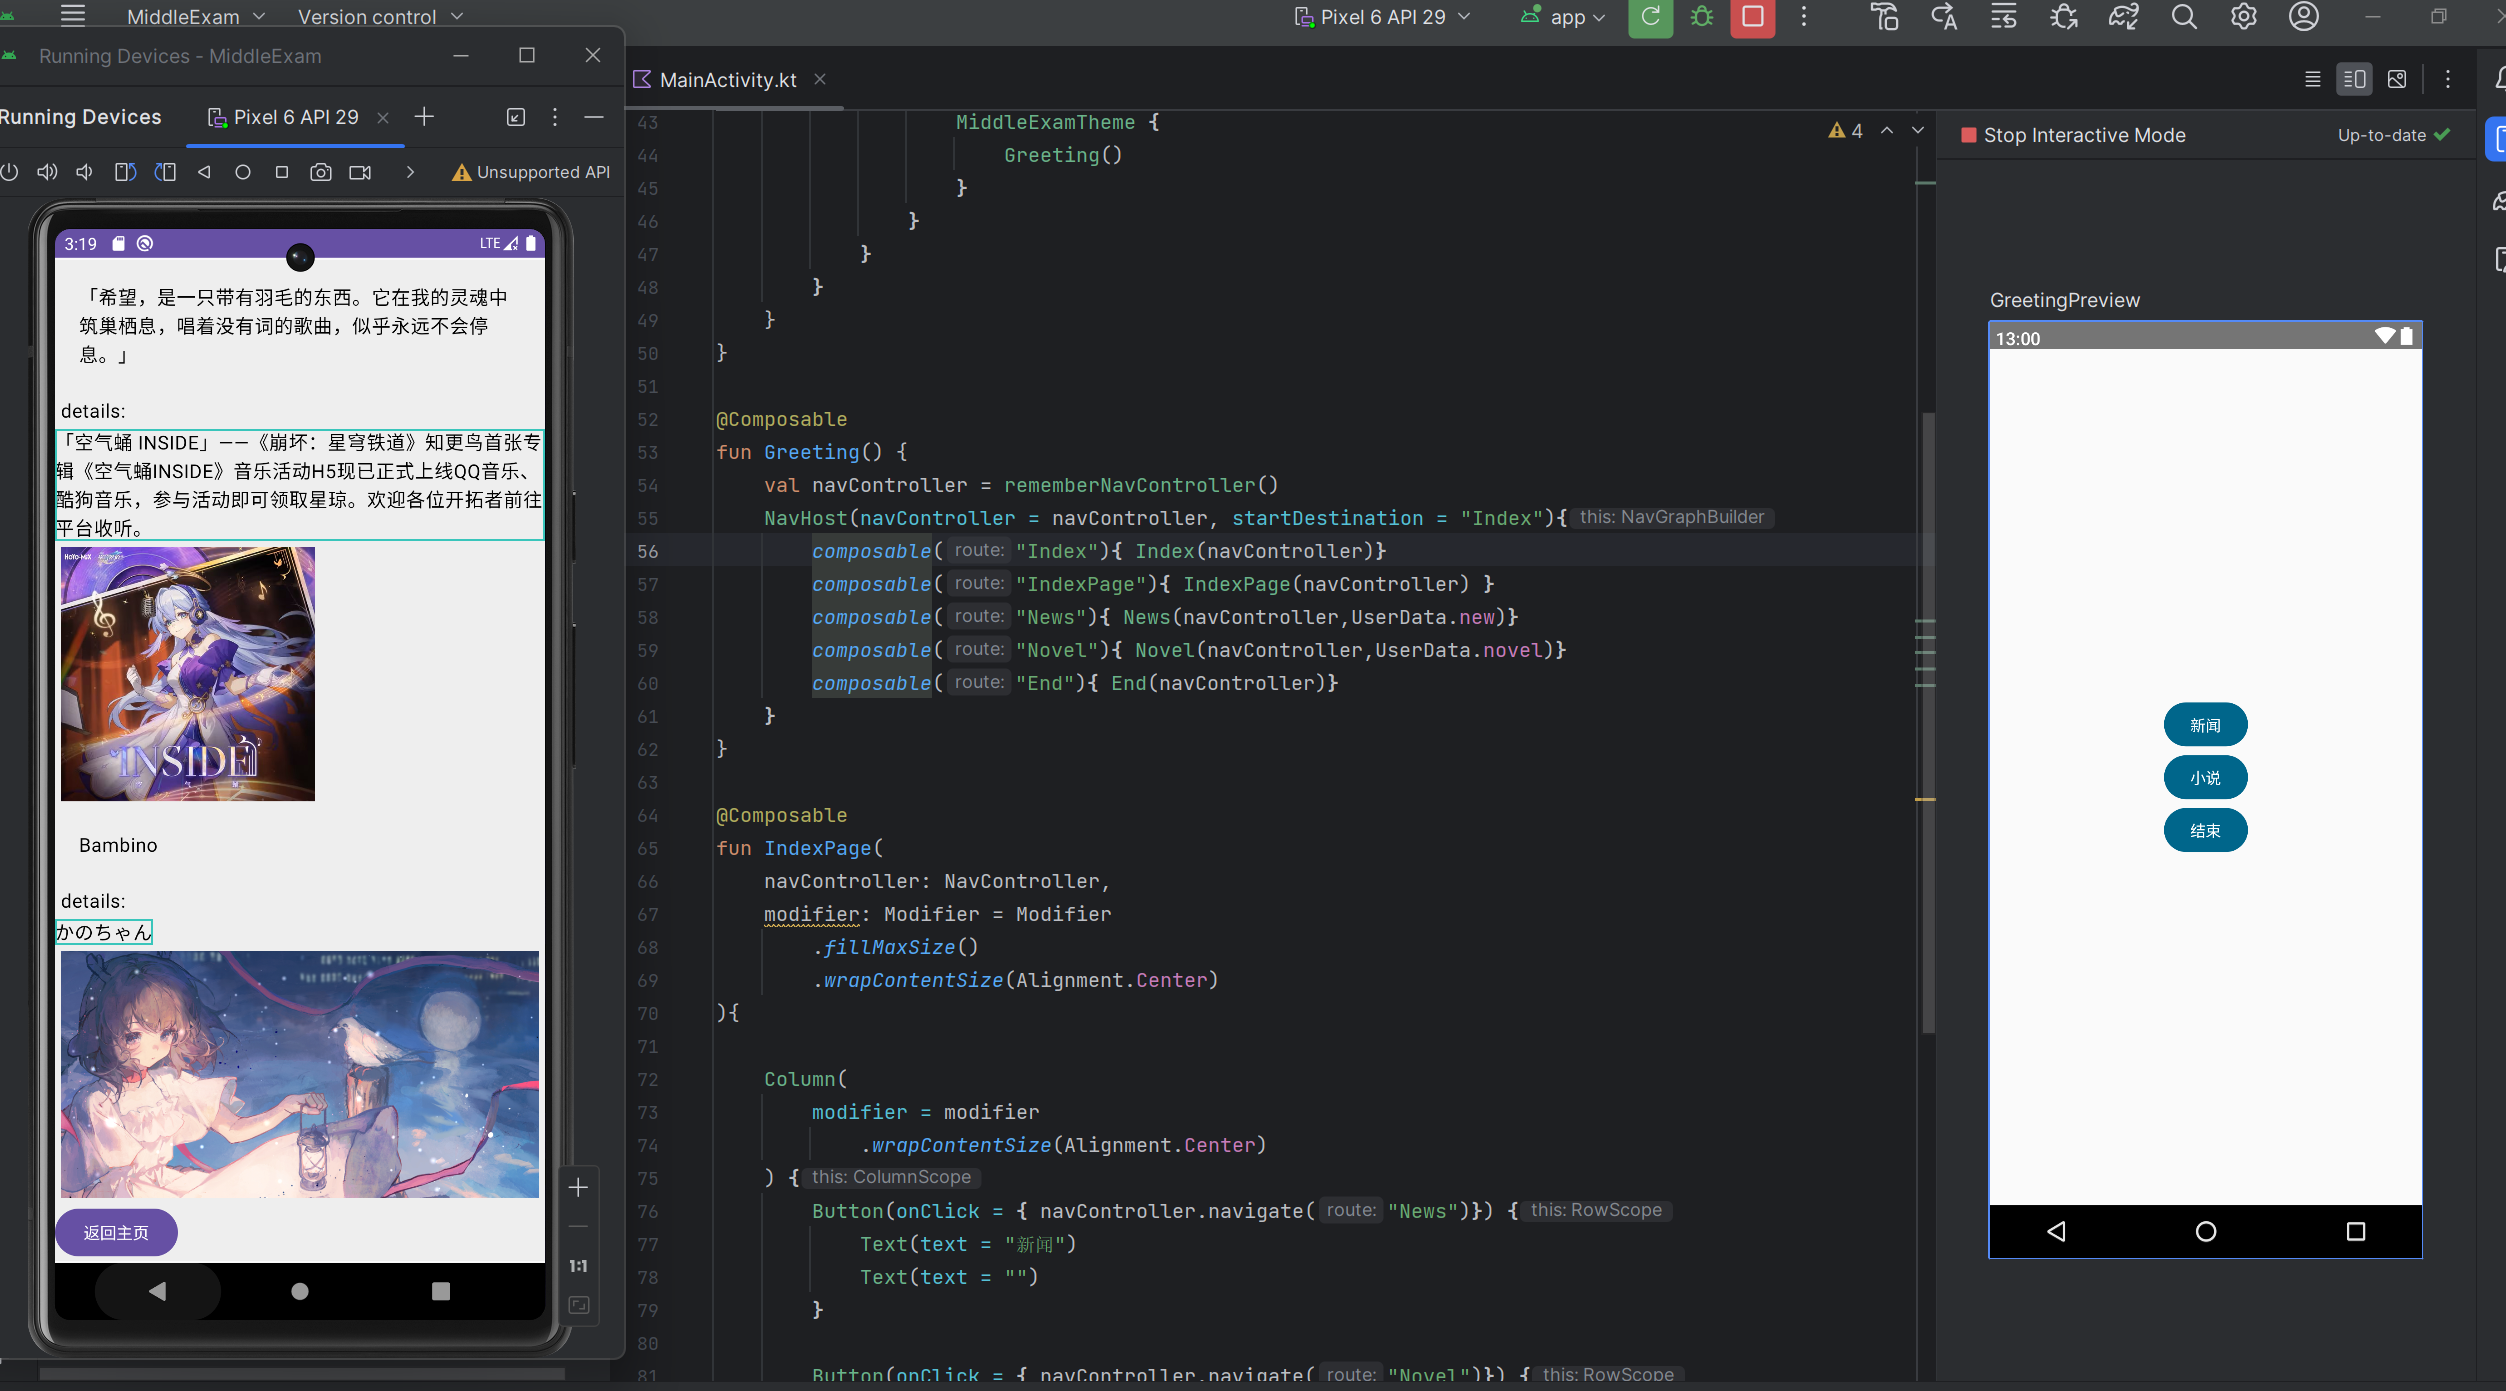 MiddleExam
Version control
Pixel 6 API 29
app
Running Devices - MiddleExam
Running Devices
Pixel 6 API 29
Unsupported API
3:19
LTE
「希望，是一只带有羽毛的东西。它在我的灵魂中
筑巢栖息，唱着没有词的歌曲，似乎永远不会停
息。」
details:
「空气蛹 INSIDE」——《崩坏：星穹铁道》知更鸟首张专
辑《空气蛹INSIDE》音乐活动H5现已正式上线QQ音乐、
酷狗音乐，参与活动即可领取星琼。欢迎各位开拓者前往
平台收听。
HOYO-MiX
INSIDE
Bambino
details:
かのちゃん
返回主页
1:1
MainActivity.kt
4
43 MiddleExamTheme {
44 Greeting()
45 }
46 }
47 }
48 }
49 }
50 }
51
52 @Composable
53 fun Greeting() {
54 val navController = rememberNavController()
55 NavHost(navController = navController, startDestination = "Index"){ this: NavGraphBuilder
56 composable( route: "Index"){ Index(navController)}
57 composable( route: "IndexPage"){ IndexPage(navController) }
58 composable( route: "News"){ News(navController,UserData.new)}
59 composable( route: "Novel"){ Novel(navController,UserData.novel)}
60 composable( route: "End"){ End(navController)}
61 }
62 }
63
64 @Composable
65 fun IndexPage(
66 navController: NavController,
67 modifier: Modifier = Modifier
68 .fillMaxSize()
69 .wrapContentSize(Alignment.Center)
70 ){
71
72 Column(
73 modifier = modifier
74 .wrapContentSize(Alignment.Center)
75 ) { this: ColumnScope
76 Button(onClick = { navController.navigate( route: "News")}) { this: RowScope
77 Text(text = "新闻")
78 Text(text = "")
79 }
80
81 Button(onClick = { navController.navigate( route: "Novel")}) { this: RowScope
Stop Interactive Mode
Up-to-date
GreetingPreview
13:00
新闻
小说
结束